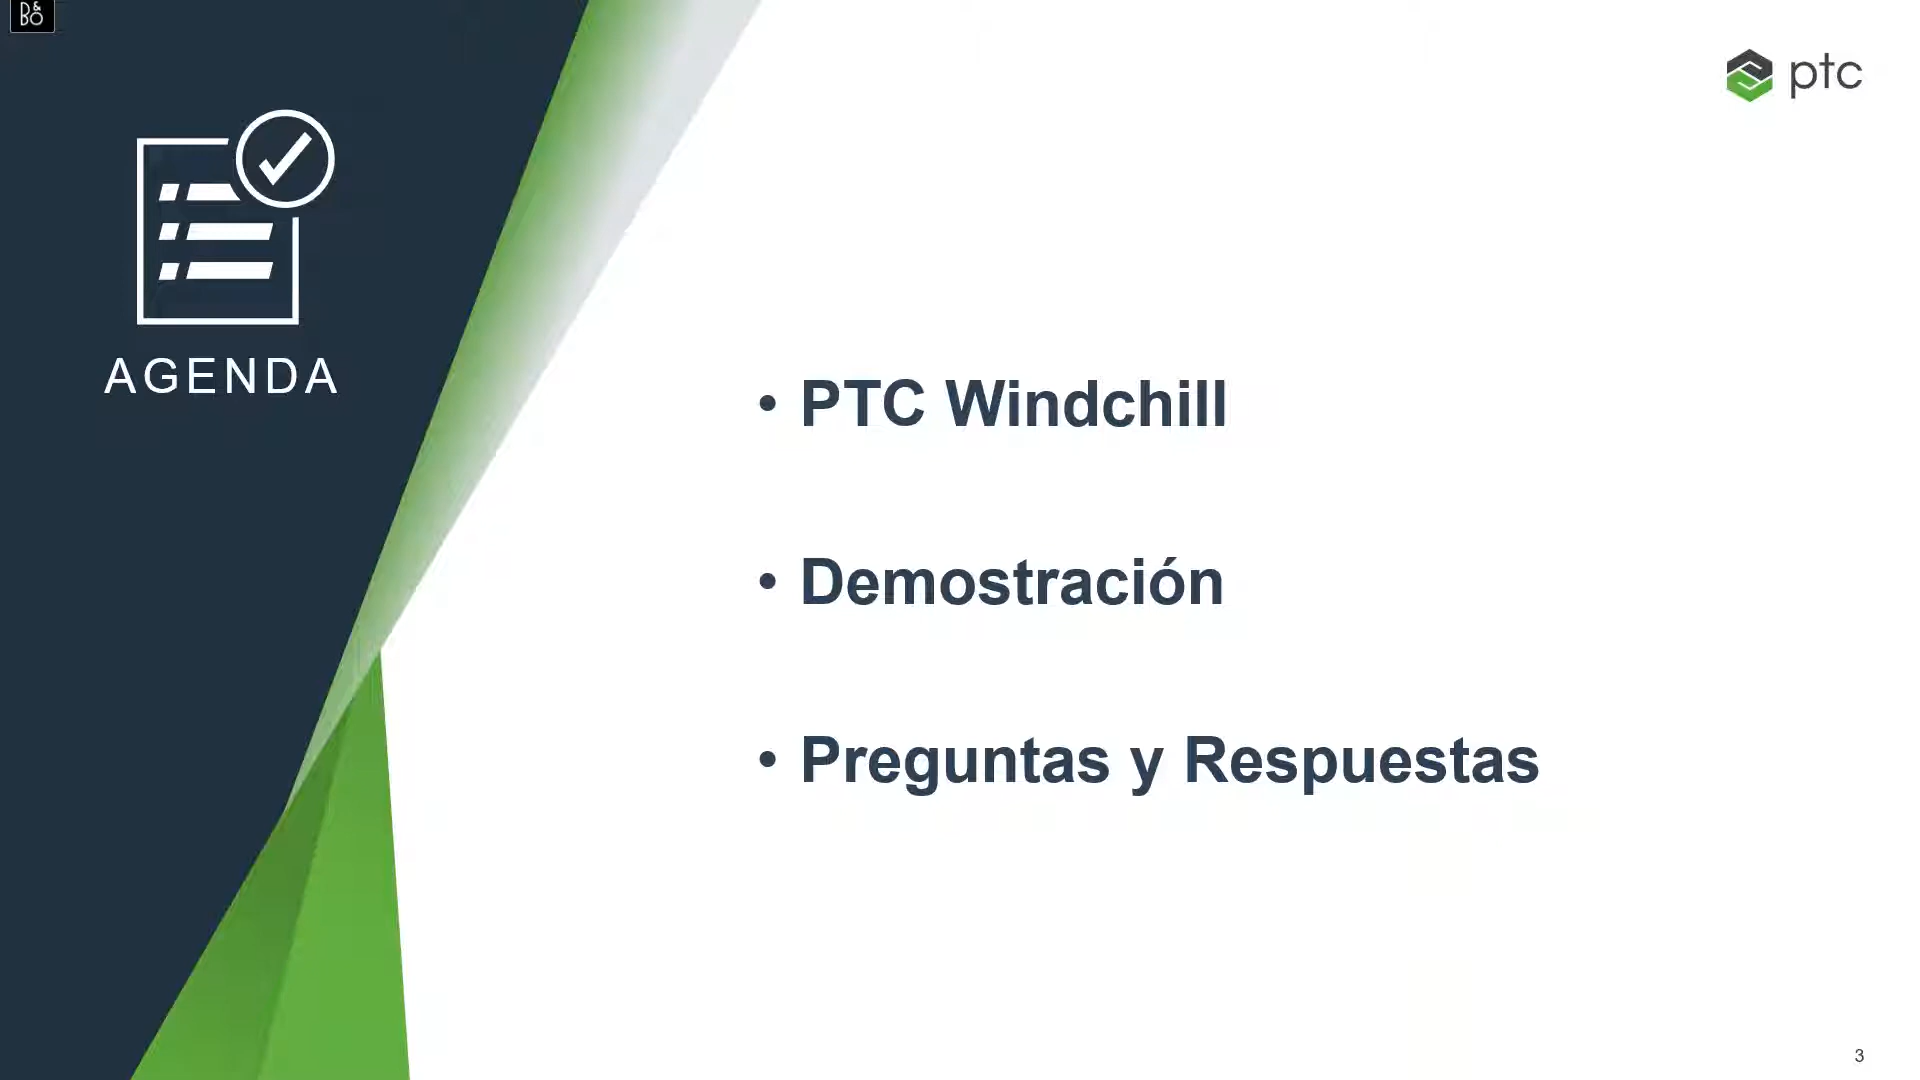 B&O
ptc
AGENDA
• PTC Windchill
• Demostración
• Preguntas y Respuestas
3